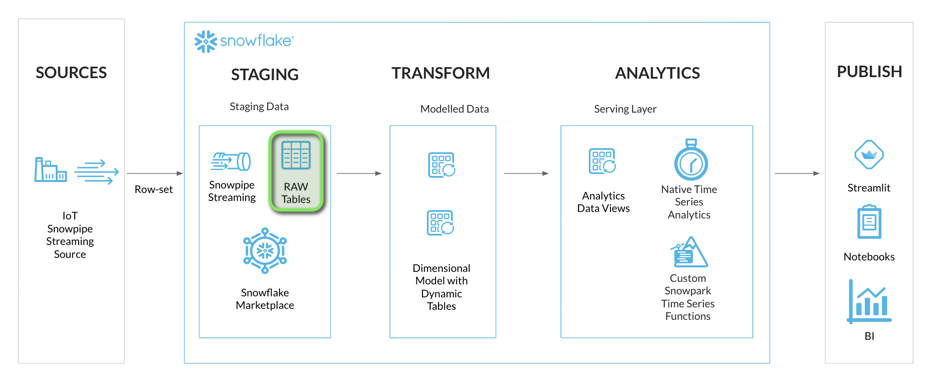 snowflake®
SOURCES
STAGING
TRANSFORM
ANALYTICS
PUBLISH
Staging Data
Modelled Data
Serving Layer
Row-set
IoT
Snowpipe
Streaming
Source
Snowpipe
Streaming
RAW
Tables
Snowflake
Marketplace
Dimensional
Model with
Dynamic
Tables
Analytics
Data Views
Native Time
Series
Analytics
Custom
Snowpark
Time Series
Functions
Streamlit
Notebooks
BI